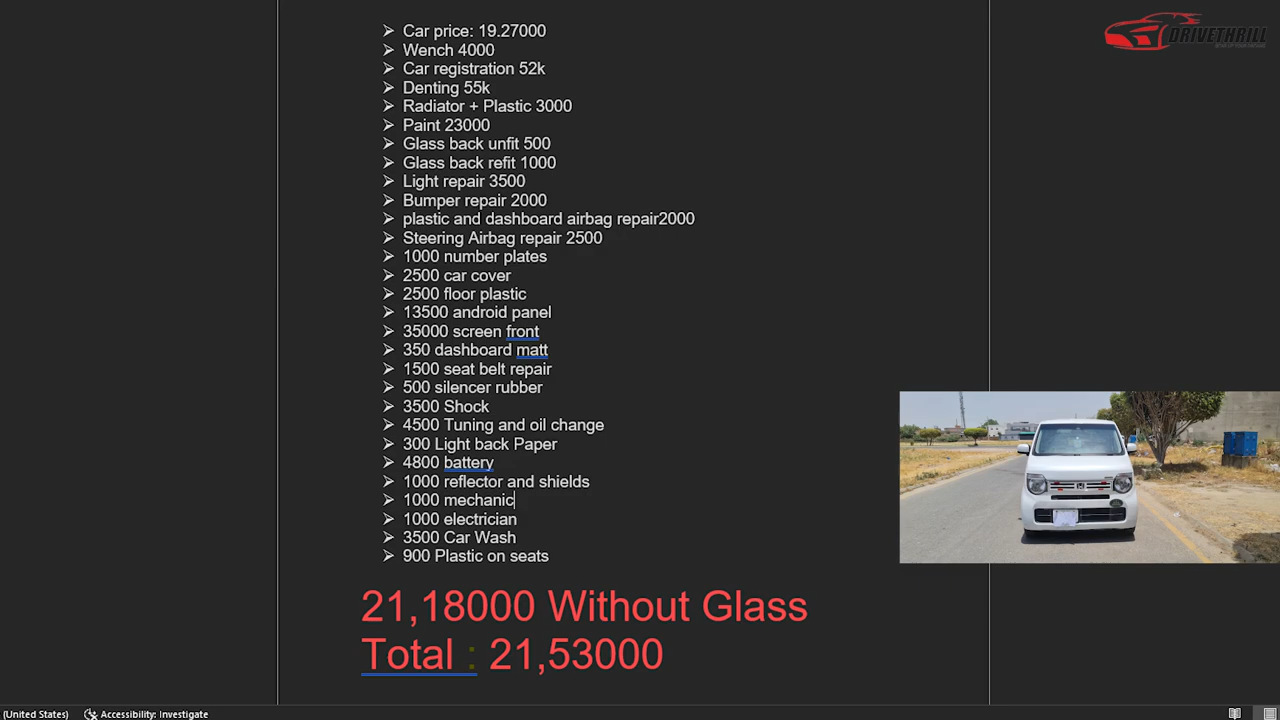 DRIVETHRILL
➢ Car price: 19.27000
➢ Wench 4000
➢ Car registration 52k
➢ Denting 55k
➢ Radiator + Plastic 3000
➢ Paint 23000
➢ Glass back unfit 500
➢ Glass back refit 1000
➢ Light repair 3500
➢ Bumper repair 2000
➢ plastic and dashboard airbag repair2000
➢ Steering Airbag repair 2500
➢ 1000 number plates
➢ 2500 car cover
➢ 2500 floor plastic
➢ 13500 android panel
➢ 35000 screen front
➢ 350 dashboard matt
➢ 1500 seat belt repair
➢ 500 silencer rubber
➢ 3500 Shock
➢ 4500 Tuning and oil change
➢ 300 Light back Paper
➢ 4800 battery
➢ 1000 reflector and shields
➢ 1000 mechanic
➢ 1000 electrician
➢ 3500 Car Wash
➢ 900 Plastic on seats
21,18000 Without Glass
Total : 21,53000
(United States) Accessibility: Investigate